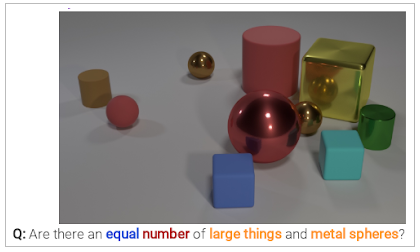 Q: Are there an equal number of large things and metal spheres?